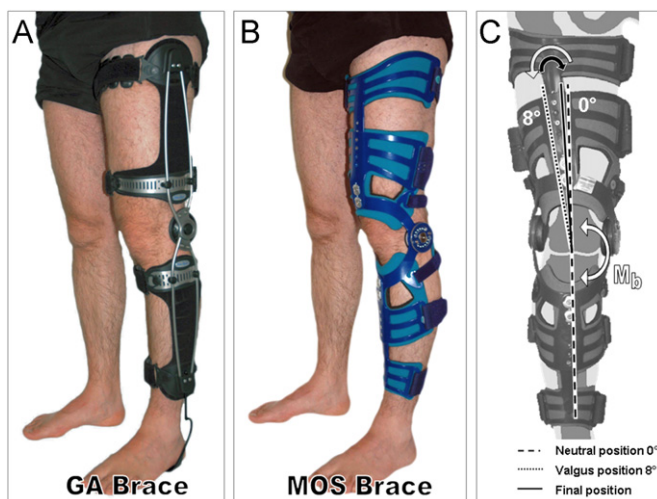 A
GA Brace
B
MOS Brace
C
8°
0°
Mb
Neutral position 0°
Valgus position 8°
Final position